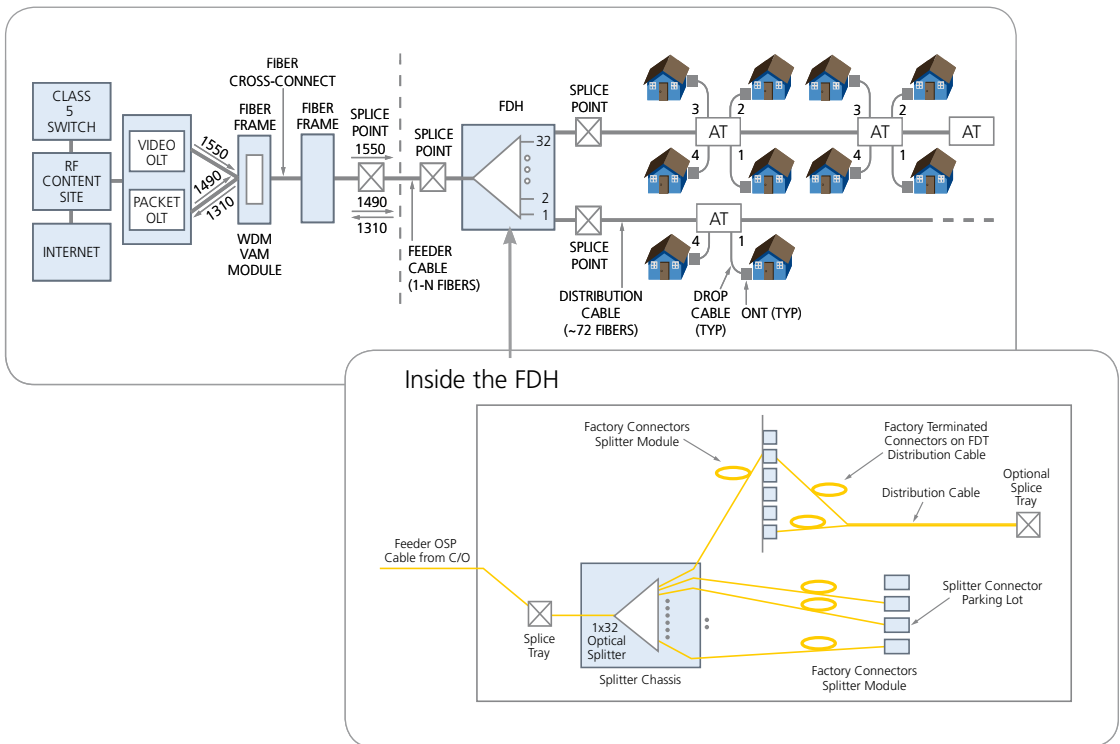 CLASS
5
SWITCH
RF
CONTENT
SITE
INTERNET
VIDEO
OLT
PACKET
OLT
1550
1490
1310
FIBER
CROSS-CONNECT
FIBER
FRAME
WDM
VAM
MODULE
FIBER
FRAME
SPLICE
POINT
1550
1490
1310
SPLICE
POINT
FEEDER
CABLE
(1-N FIBERS)
FDH
32
2
1
SPLICE
POINT
3
2
AT
4
1
3
2
AT
4
1
AT
SPLICE
POINT
AT
4
1
DISTRIBUTION
CABLE
(~72 FIBERS)
DROP
CABLE
(TYP)
ONT (TYP)
Inside the FDH
Factory Connectors
Splitter Module
Factory Terminated
Connectors on FDT
Distribution Cable
Distribution Cable
Optional
Splice
Tray
Feeder OSP
Cable from C/O
Splice
Tray
1x32
Optical
Splitter
Splitter Chassis
Splitter Connector
Parking Lot
Factory Connectors
Splitter Module